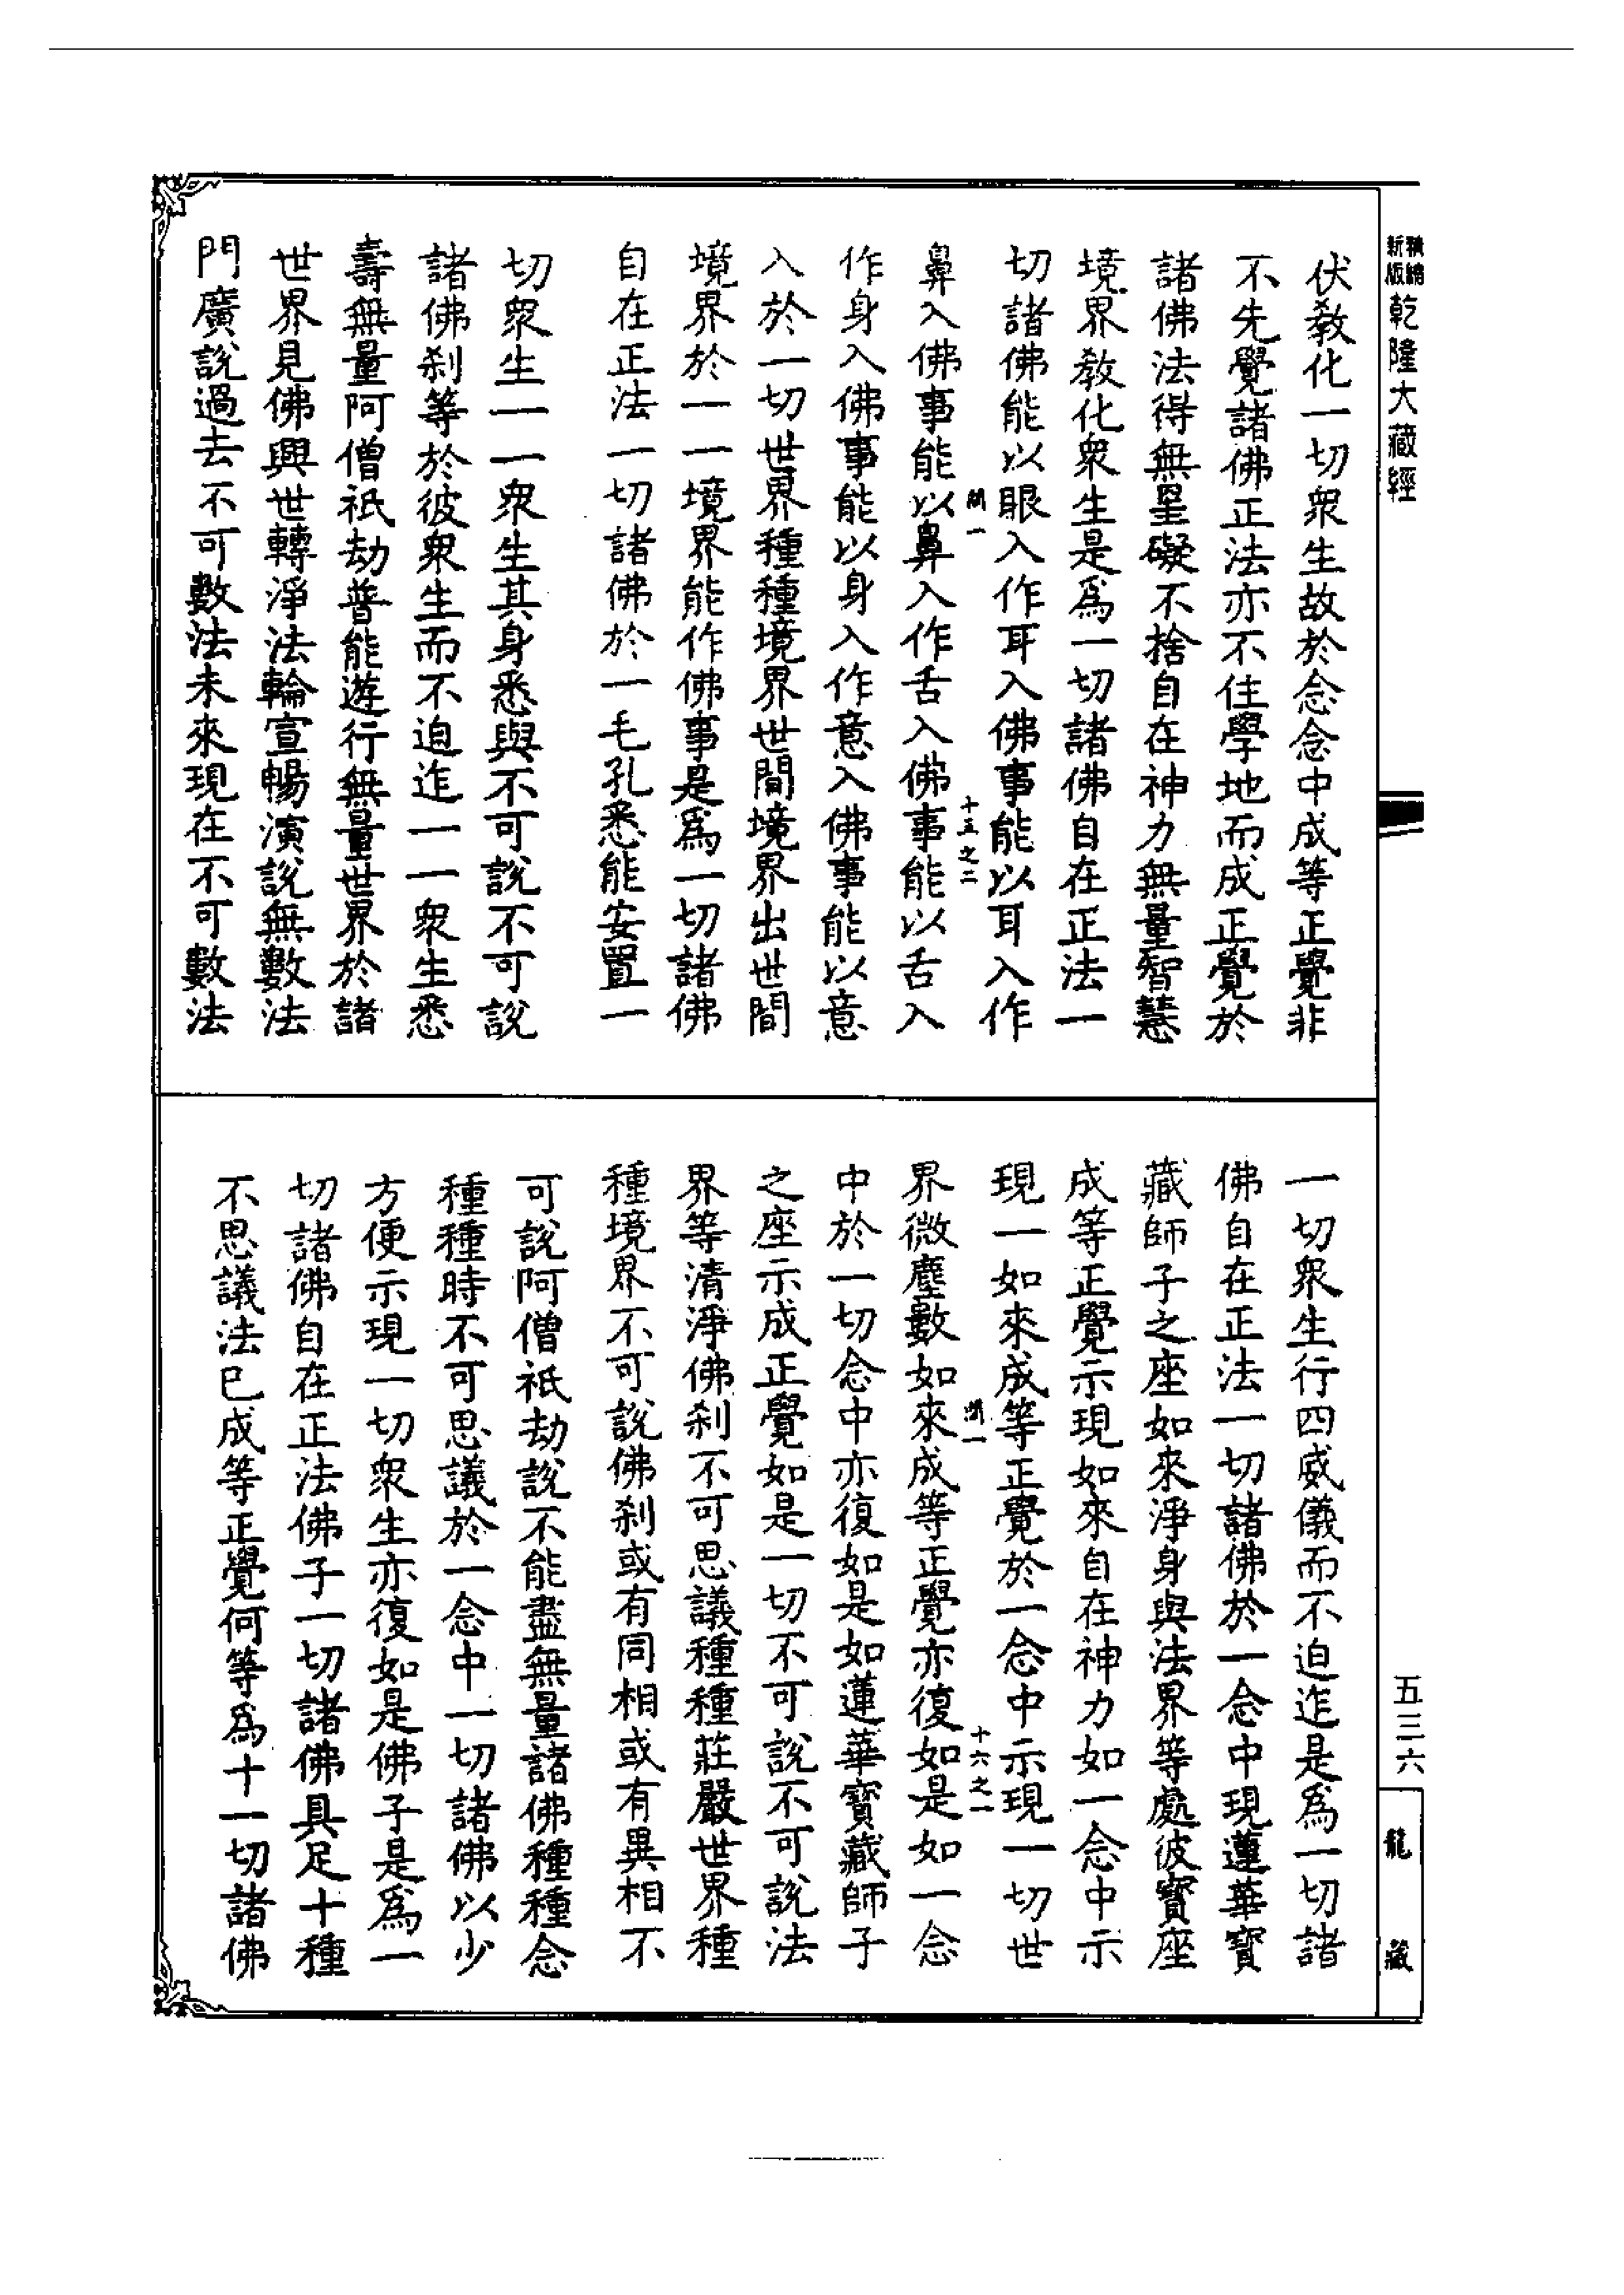 精縮新版乾隆大藏經
伏教化一切衆生故於念念中成等正覺非
不先覺諸佛正法亦不住學地而成正覺於
諸佛法得無罣礙不捨自在神力無量智慧
境界教化衆生是爲一切諸佛自在正法一
切諸佛能以眼入作耳入佛事能以耳入作
十五之二
鼻入佛事能以鼻入作舌入佛事能以舌入
作身入佛事能以身入作意入佛事能以意
入於一切世界種種境界世間境界出世間
境界於一一境界能作佛事是爲一切諸佛
自在正法一切諸佛於一毛孔悉能安置一
切衆生一一衆生其身悉與不可說不可說
諸佛刹等於彼衆生而不迫迮一一衆生悉
壽無量阿僧祇劫普能遊行無量世界於諸
世界見佛興世轉淨法輪宣暢演說無數法
門廣說過去不可數法未來現在不可數法
一切衆生行四威儀而不迫迮是爲一切諸
佛自在正法一切諸佛於一念中現蓮華寶
藏師子之座如來淨身與法界等處彼寶座
成等正覺示現如來自在神力如一念中示
現一如來成等正覺於一念中示現一切世
十六之一
界微塵數如來成等正覺亦復如是如一念
中於一切念中亦復如是如蓮華寶藏師子
之座示成正覺如是一切不可說不可說法
界等清淨佛刹不可思議種種莊嚴世界種
種境界不可說佛刹或有同相或有異相不
可說阿僧祇劫說不能盡無量諸佛種種念
種種時不可思議於一念中一切諸佛以少
方便示現一切衆生亦復如是佛子是爲一
切諸佛自在正法佛子一切諸佛具足十種
不思議法已成等正覺何等爲十一切諸佛
五三六
龍藏